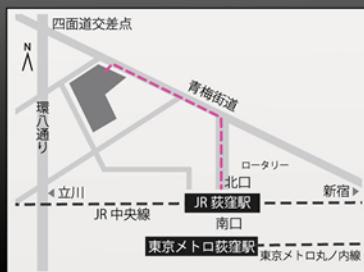 四面道交差点
N
環八通り
青梅街道
ロータリー
北口
立川
新宿
JR 荻窪駅
JR 中央線
南口
東京メトロ荻窪駅
東京メトロ丸ノ内線